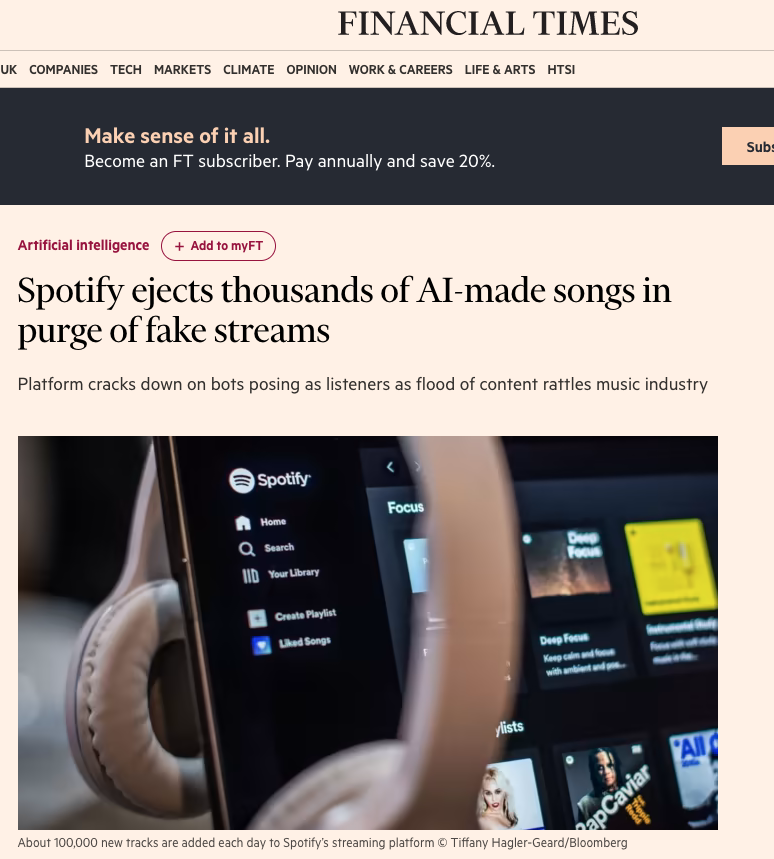 FINANCIAL TIMES
UK COMPANIES TECH MARKETS CLIMATE OPINION WORK & CAREERS LIFE & ARTS HTSI
Make sense of it all.
Become an FT subscriber. Pay annually and save 20%.
Subs
Artificial intelligence
+ Add to myFT
Spotify ejects thousands of AI-made songs in
purge of fake streams
Platform cracks down on bots posing as listeners as flood of content rattles music industry
Spotify
Home
Search
Your Library
Create Playlist
Liked Songs
Focus
Deep
Focus
Deep Focus
Keep calm and focus
with ambient and pos...
Instrumental Study
Focus with soft study
music in the...
ylists
RapCaviar
All
About 100,000 new tracks are added each day to Spotify's streaming platform © Tiffany Hagler-Geard/Bloomberg